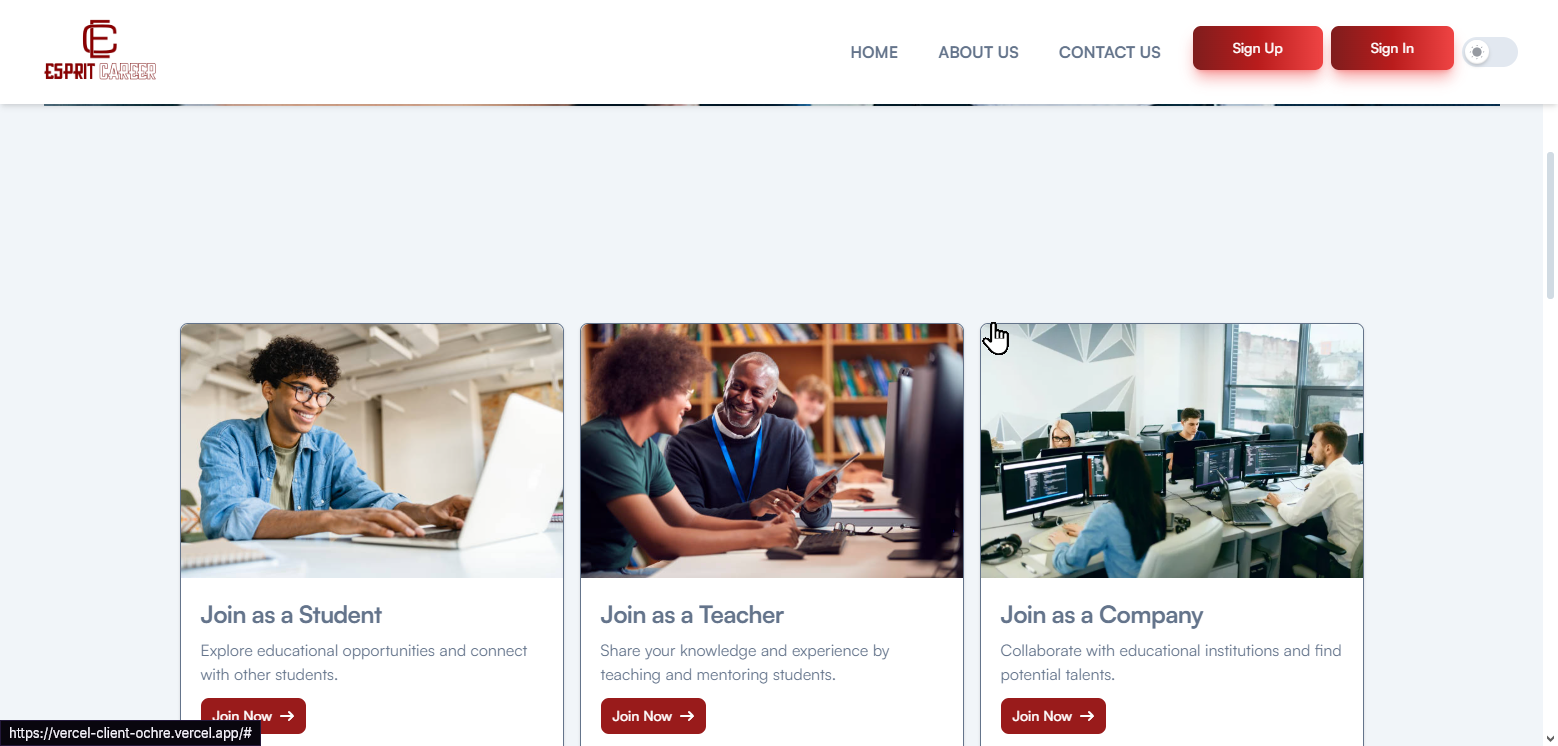 ESPRIT CAREER
HOME
ABOUT US
CONTACT US
Sign Up
Sign In
Join as a Student
Explore educational opportunities and connect
with other students.
Join Now
Join as a Teacher
Share your knowledge and experience by
teaching and mentoring students.
Join Now
Join as a Company
Collaborate with educational institutions and find
potential talents.
Join Now
https://vercel-client-ochre.vercel.app/#